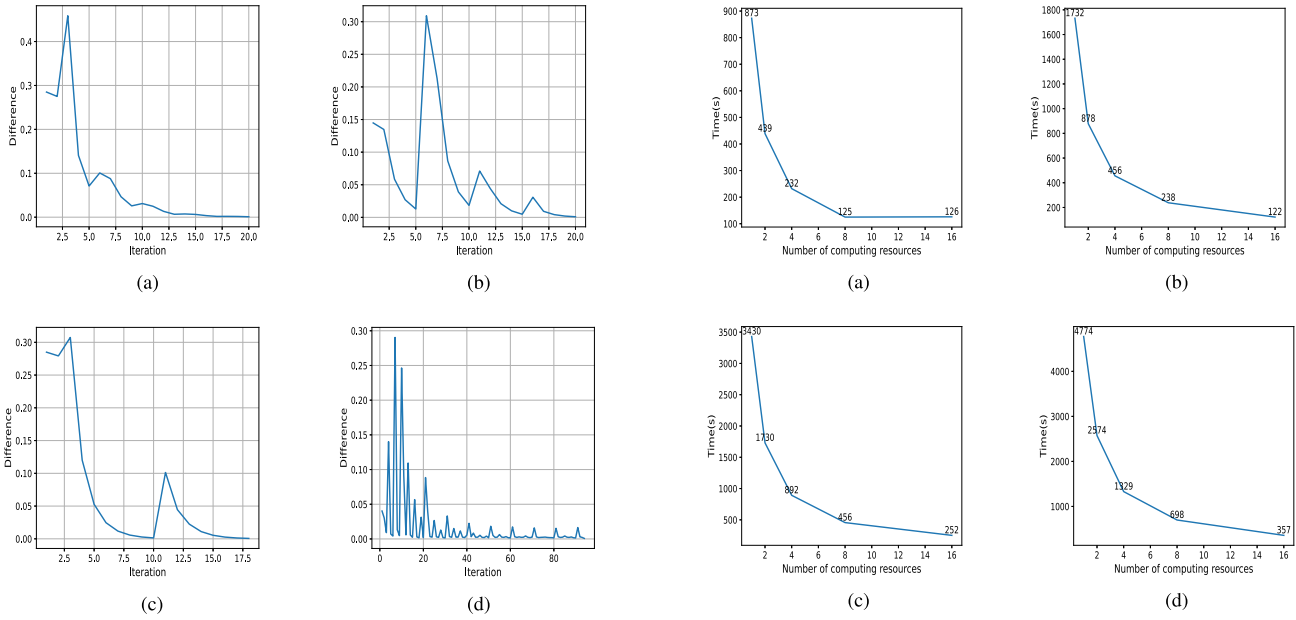 0.4
0.3
0.2
0.1
0.0
Difference
2.5 5.0 7.5 10.0 12.5 15.0 17.5 20.0
Iteration
(a)
0.30
0.25
0.20
0.15
0.10
0.05
0.00
Difference
2.5 5.0 7.5 10.0 12.5 15.0 17.5 20.0
Iteration
(b)
900
800
700
600
500
400
300
200
100
Time(s)
873
439
232
125
126
2 4 6 8 10 12 14 16
Number of computing resources
(a)
1800
1600
1400
1200
1000
800
600
400
200
Time(s)
1732
878
456
238
122
2 4 6 8 10 12 14 16
Number of computing resources
(b)
0.30
0.25
0.20
0.15
0.10
0.05
0.00
Difference
2.5 5.0 7.5 10.0 12.5 15.0 17.5
Iteration
(c)
0.30
0.25
0.20
0.15
0.10
0.05
0.00
Difference
0 20 40 60 80
Iteration
(d)
3500
3000
2500
2000
1500
1000
500
Time(s)
3430
1730
892
456
252
2 4 6 8 10 12 14 16
Number of computing resources
(c)
4000
3000
2000
1000
Time(s)
4774
2574
1329
698
357
2 4 6 8 10 12 14 16
Number of computing resources
(d)